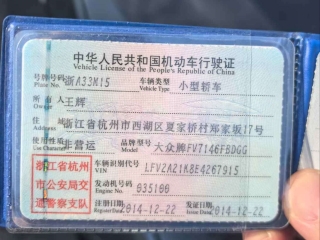 中华人民共和国机动车行驶证
Vehicle License of the People's Republic of China
号牌号码 浙A33M15 车辆类型 小型轿车
Plate No. Vehicle Type
所有人 王辉
Owner
住址 浙江省杭州市西湖区夏家桥村郑家坂17号
使用性质 非营运 品牌型号 大众牌FV7146FBDGG
Use Character Model
浙江省杭州
市公安局交
通警察支队
车辆识别代号 LFV2A21K8E4267915
VIN
发动机号码 035100
Engine No.
注册日期 2014-12-22 发证日期 2014-12-22
Register Date Issue Date